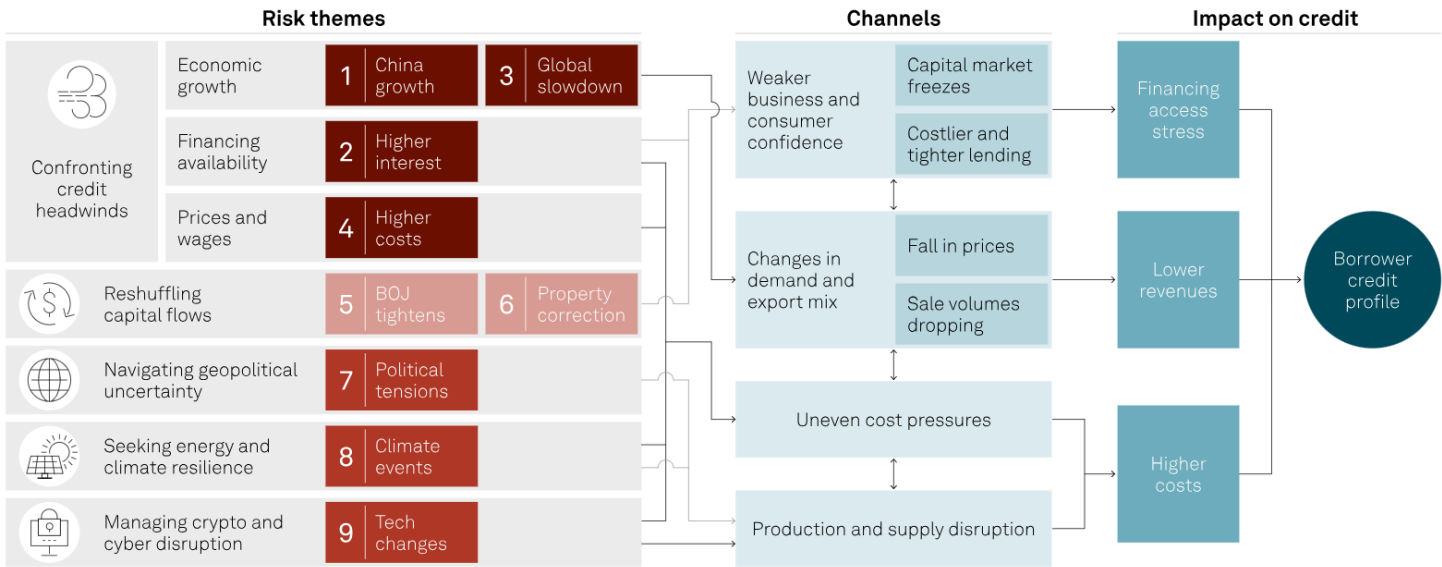 Risk themes
Channels
Impact on credit
Confronting
credit
headwinds
Economic
growth
1
China
growth
3
Global
slowdown
Financing
availability
2
Higher
interest
Prices and
wages
4
Higher
costs
Reshuffling
capital flows
5
BOJ
tightens
6
Property
correction
Navigating geopolitical
uncertainty
7
Political
tensions
Seeking energy and
climate resilience
8
Climate
events
Managing crypto and
cyber disruption
9
Tech
changes
Weaker
business and
consumer
confidence
Capital market
freezes
Costlier and
tighter lending
Changes in
demand and
export mix
Fall in prices
Sale volumes
dropping
Uneven cost pressures
Production and supply disruption
Financing
access
stress
Lower
revenues
Higher
costs
Borrower
credit
profile
$